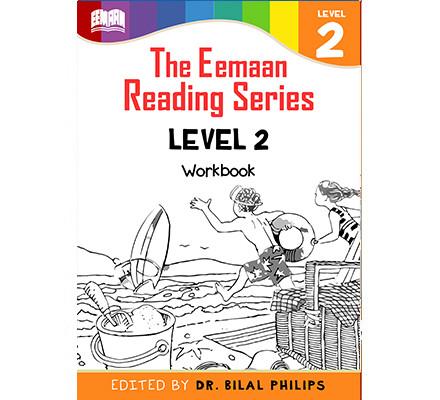 EEMAAN
LEVEL
2
The Eemaan
Reading Series
LEVEL 2
Workbook
EDITED BY DR. BILAL PHILIPS